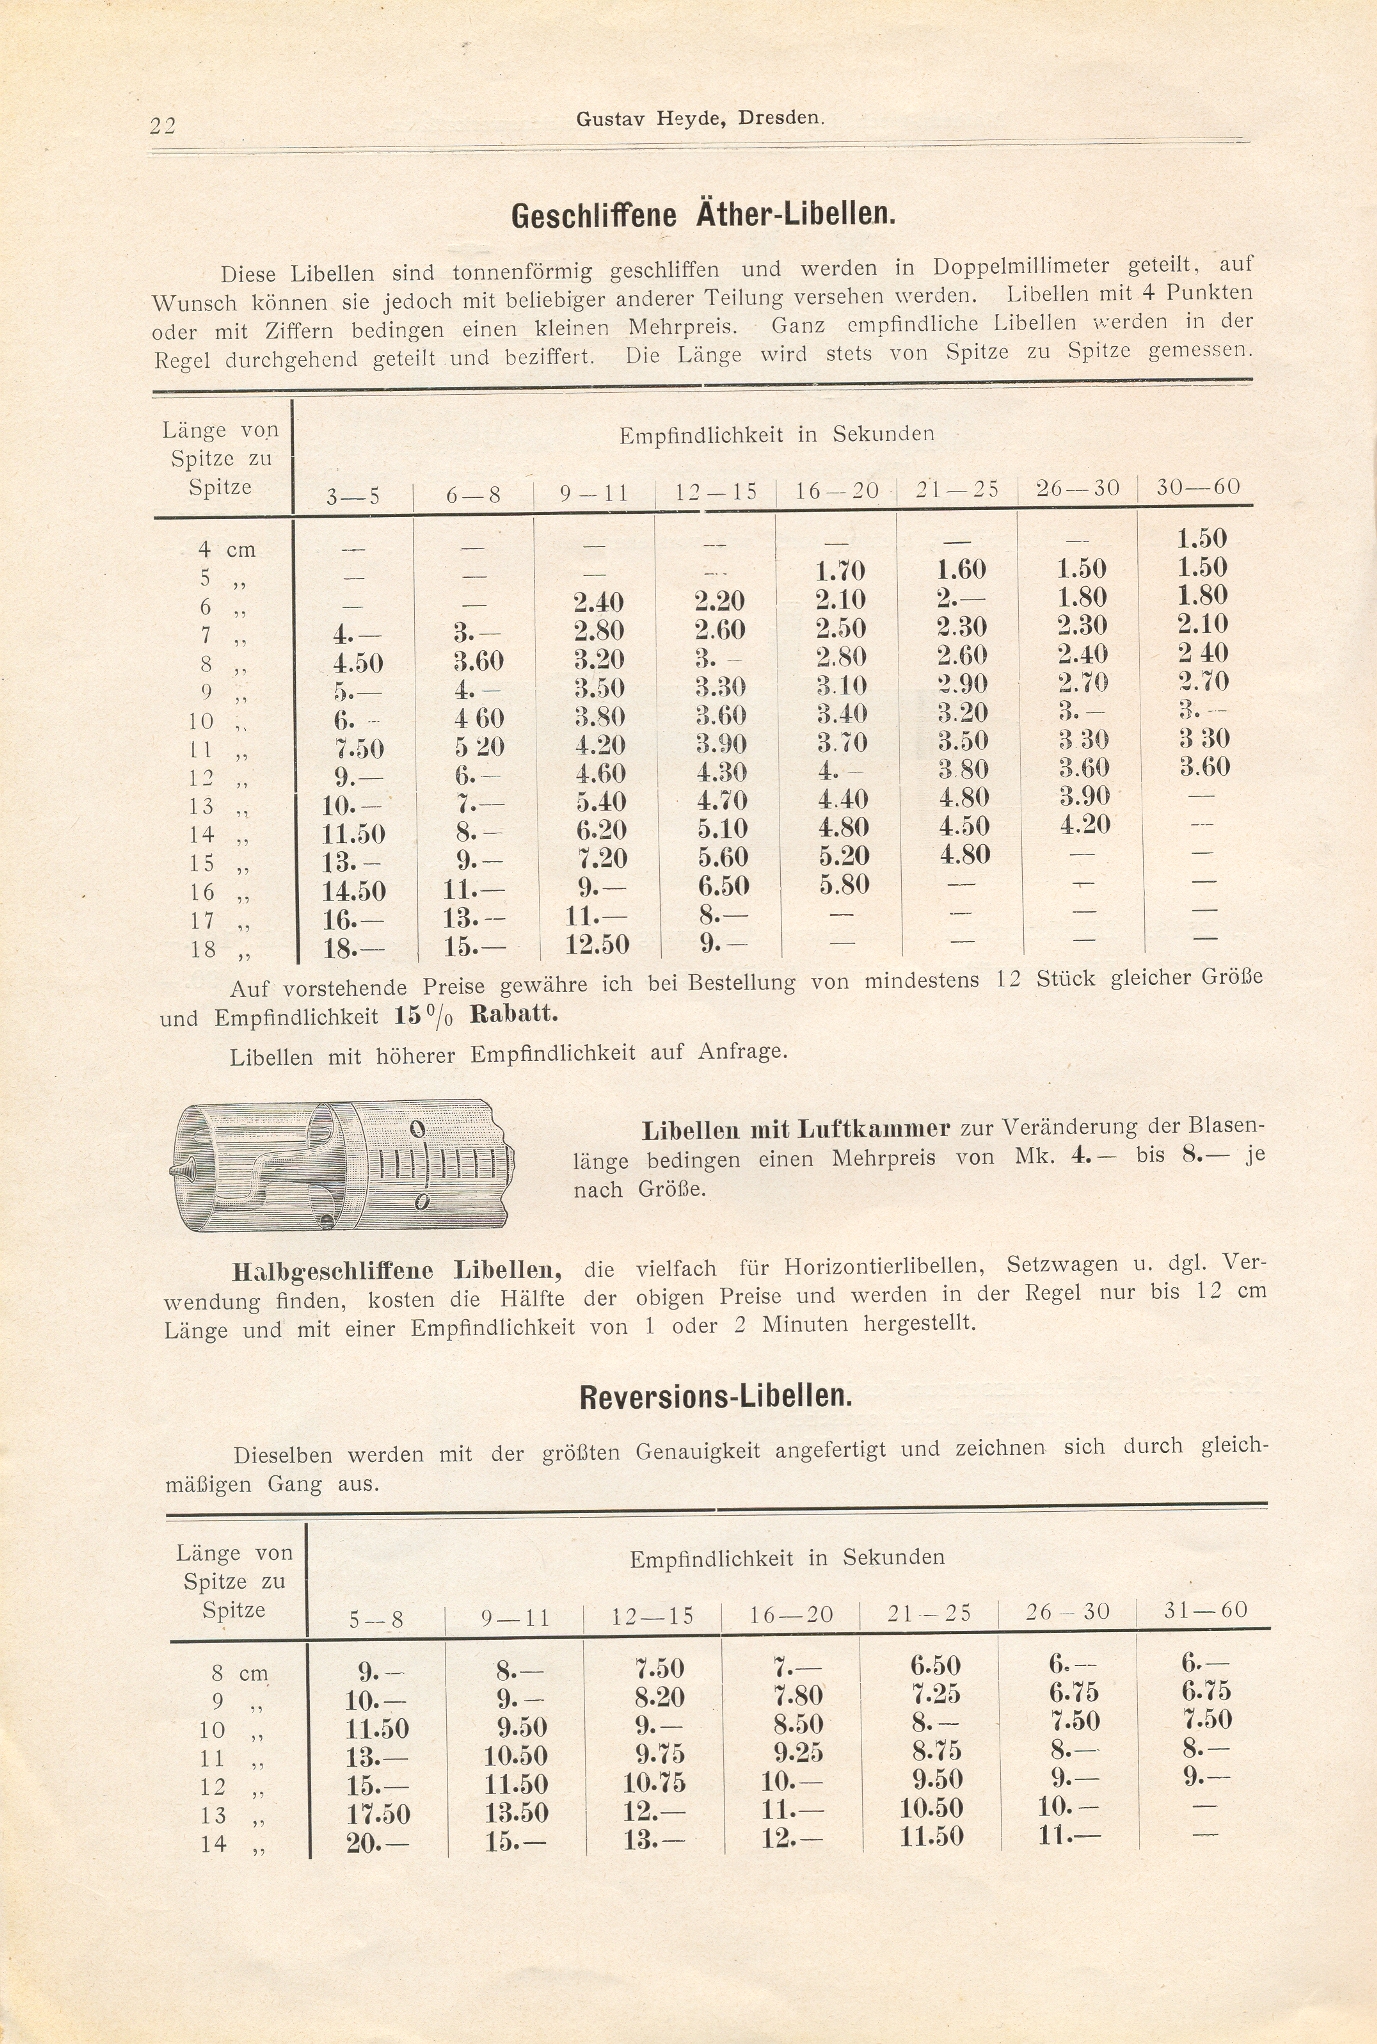 22
Gustav Heyde, Dresden.
Geschliffene Äther-Libellen.
Diese Libellen sind tonnenförmig geschliffen und werden in Doppelmillimeter geteilt, auf
Wunsch können sie jedoch mit beliebiger anderer Teilung versehen werden. Libellen mit 4 Punkten
oder mit Ziffern bedingen einen kleinen Mehrpreis. Ganz empfindliche Libellen werden in der
Regel durchgehend geteilt und beziffert. Die Länge wird stets von Spitze zu Spitze gemessen.
Länge von
Spitze zu
Spitze
Empfindlichkeit in Sekunden
3—5 6—8 9—11 12—15 16—20 21—25 26—30 30—60
4 cm — — — — — — — 1.50
5 „ — — — — 1.70 1.60 1.50 1.50
6 „ — — 2.40 2.20 2.10 2.— 1.80 1.80
7 „ 4.— 3.— 2.80 2.60 2.50 2.30 2.30 2.10
8 „ 4.50 3.60 3.20 3. – 2.80 2.60 2.40 2 40
9 „ 5.— 4.— 3.50 3.30 3.10 2.90 2.70 2.70
10 „ 6. – 4 60 3.80 3.60 3.40 3.20 3.— 3.—
11 „ 7.50 5 20 4.20 3.90 3.70 3.50 3 30 3 30
12 „ 9.— 6.— 4.60 4.30 4.— 3.80 3.60 3.60
13 „ 10.— 7.— 5.40 4.70 4.40 4.80 3.90 —
14 „ 11.50 8.— 6.20 5.10 4.80 4.50 4.20 —
15 „ 13.— 9.— 7.20 5.60 5.20 4.80 — —
16 „ 14.50 11.— 9.— 6.50 5.80 — — —
17 „ 16.— 13.— 11.— 8.— — — — —
18 „ 18.— 15.— 12.50 9.— — — — —
Auf vorstehende Preise gewähre ich bei Bestellung von mindestens 12 Stück gleicher Größe
und Empfindlichkeit 15% Rabatt.
Libellen mit höherer Empfindlichkeit auf Anfrage.
Libellen mit Luftkammer zur Veränderung der Blasen-
länge bedingen einen Mehrpreis von Mk. 4.— bis 8.— je
nach Größe.
Halbgeschliffene Libellen, die vielfach für Horizontierlibellen, Setzwagen u. dgl. Ver-
wendung finden, kosten die Hälfte der obigen Preise und werden in der Regel nur bis 12 cm
Länge und mit einer Empfindlichkeit von 1 oder 2 Minuten hergestellt.
Reversions-Libellen.
Dieselben werden mit der größten Genauigkeit angefertigt und zeichnen sich durch gleich-
mäßigen Gang aus.
Länge von
Spitze zu
Spitze
Empfindlichkeit in Sekunden
5—8 9—11 12—15 16—20 21—25 26—30 31—60
8 cm 9.— 8.— 7.50 7.— 6.50 6.— 6.—
9 „ 10.— 9.— 8.20 7.80 7.25 6.75 6.75
10 „ 11.50 9.50 9.— 8.50 8.— 7.50 7.50
11 „ 13.— 10.50 9.75 9.25 8.75 8.— 8.—
12 „ 15.— 11.50 10.75 10.— 9.50 9.— 9.—
13 „ 17.50 13.50 12.— 11.— 10.50 10.— —
14 „ 20.— 15.— 13.— 12.— 11.50 11.— —